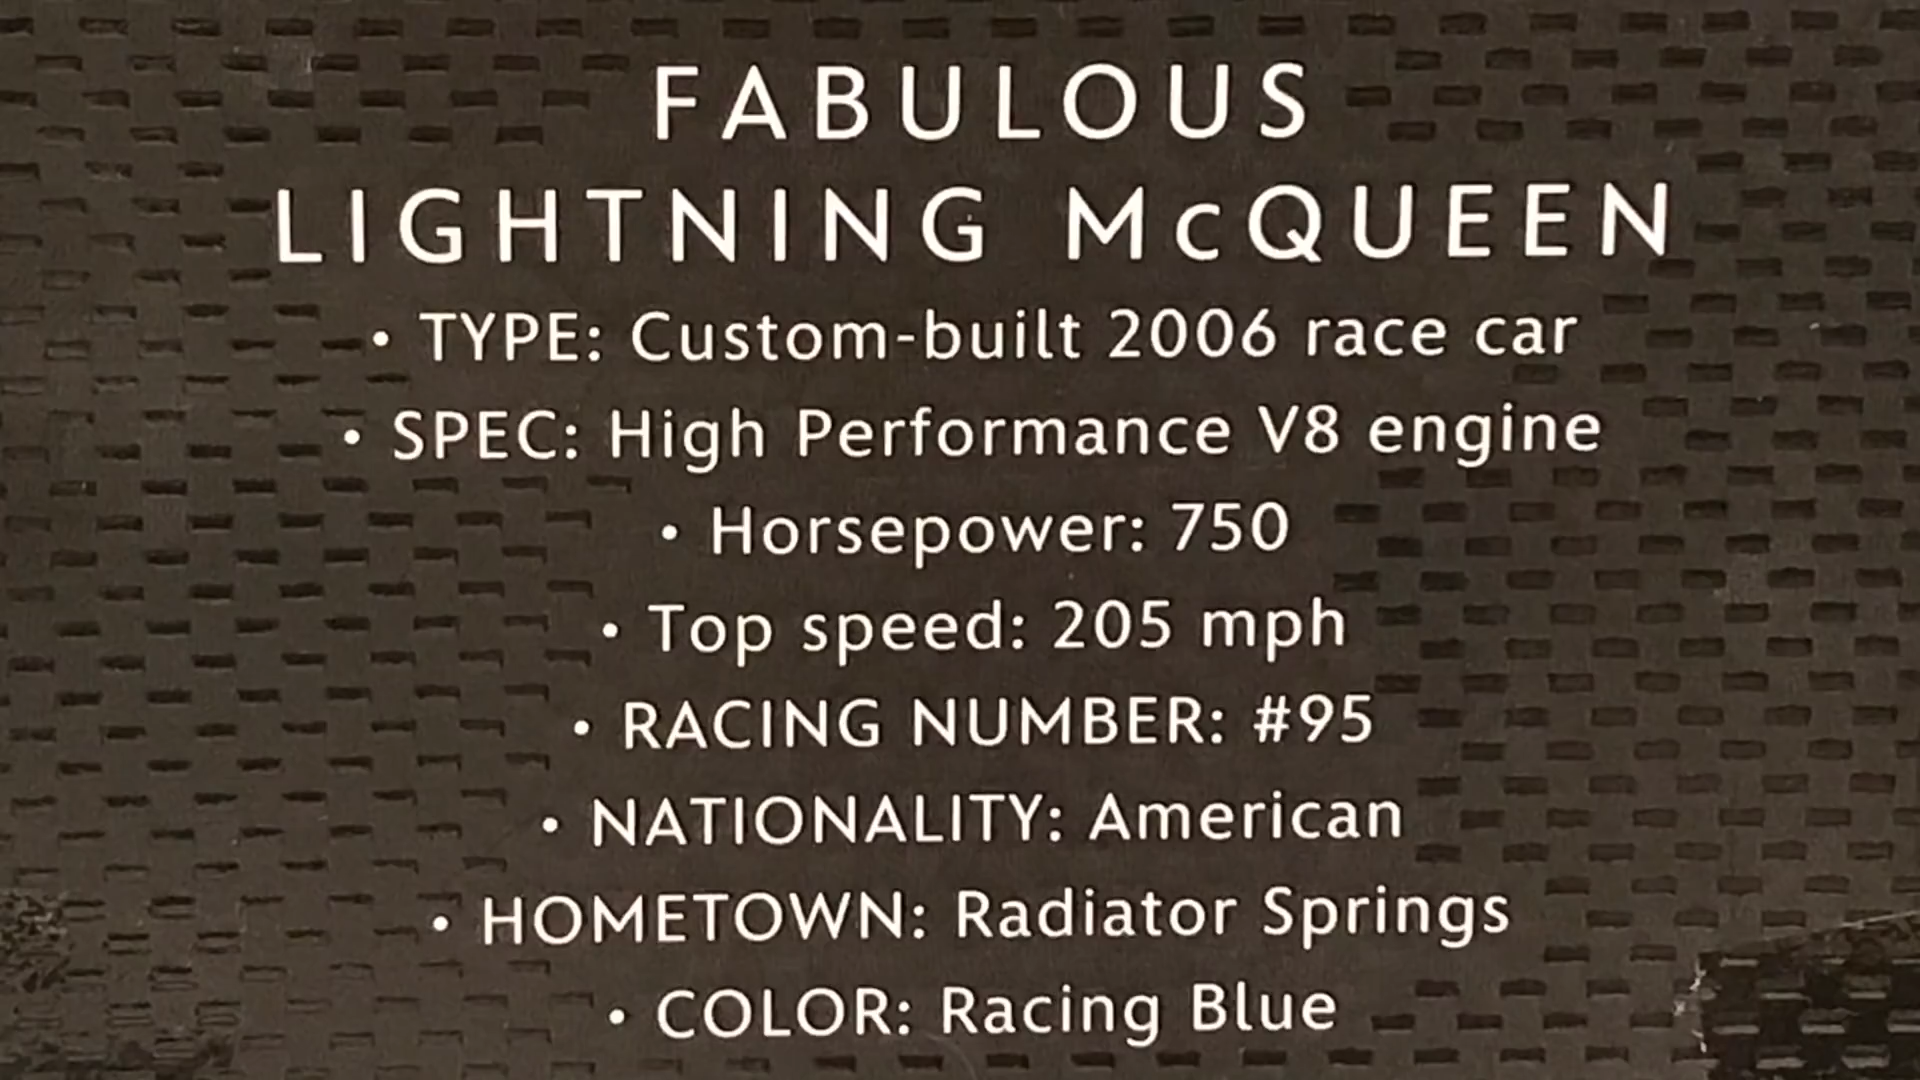 FABULOUS
LIGHTNING McQUEEN
• TYPE: Custom-built 2006 race car
• SPEC: High Performance V8 engine
• Horsepower: 750
• Top speed: 205 mph
• RACING NUMBER: #95
• NATIONALITY: American
• HOMETOWN: Radiator Springs
• COLOR: Racing Blue